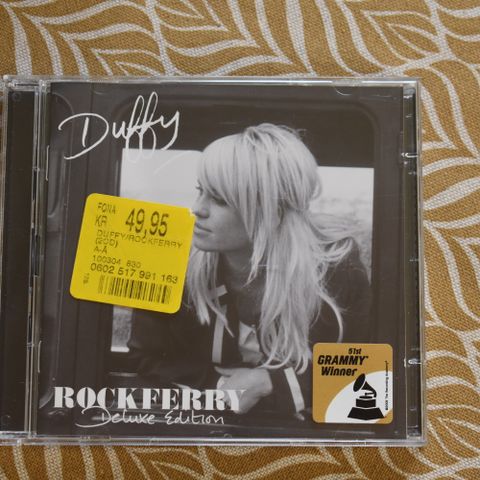 Duffy
FONA
KR 49,95
DUFFY/ROCKFERRY
(2CD)
A-Å
100304 830
0602 517 991 163
ROCKFERRY
Deluxe Edition
51st
GRAMMY
Winner